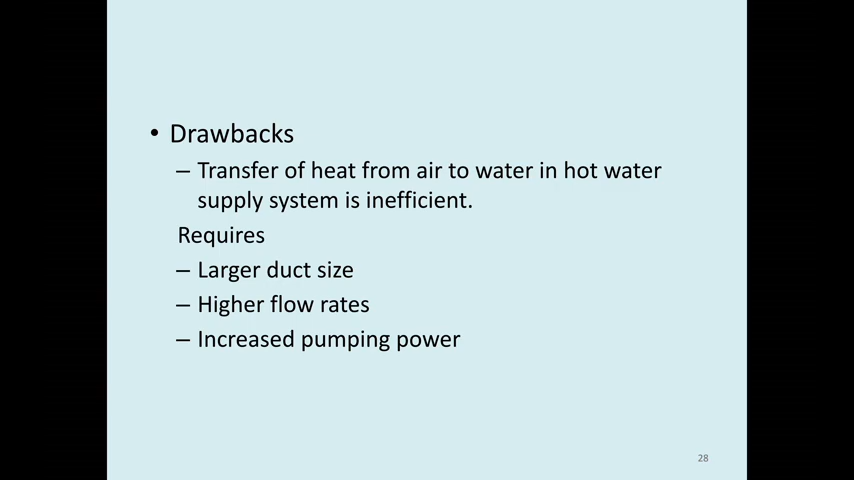 • Drawbacks
– Transfer of heat from air to water in hot water
supply system is inefficient.
Requires
– Larger duct size
– Higher flow rates
– Increased pumping power
28